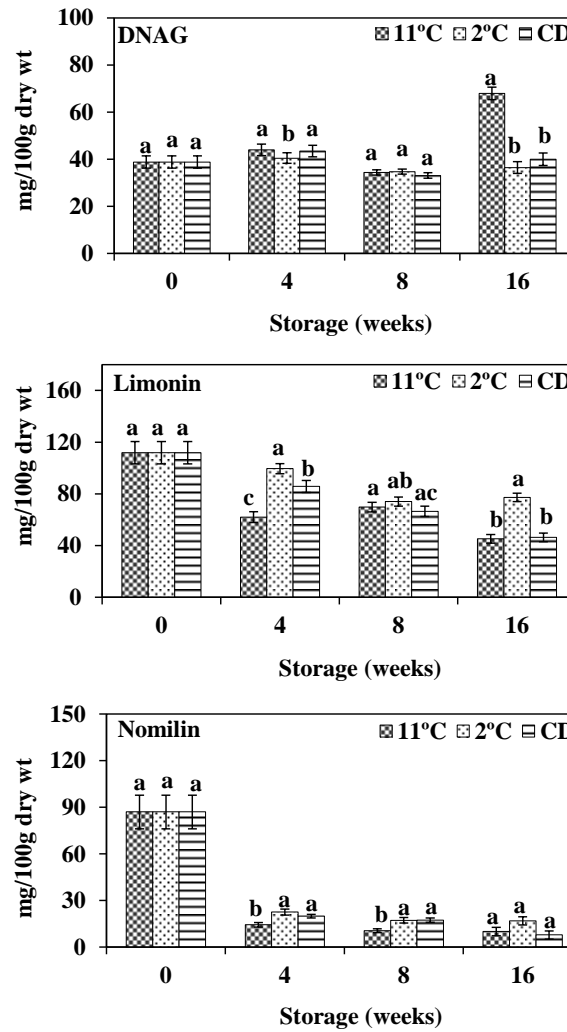 100
DNAG
11ºC 2ºC CD
80
60
40
20
0
a a a
a b a
a a a
a b b
mg/100g dry wt
0 4 8 16
Storage (weeks)
160
Limonin
11ºC 2ºC CD
120
80
40
0
a a a
c a b
a ab ac
b a b
mg/100g dry wt
0 4 8 16
Storage (weeks)
150
Nomilin
11ºC 2ºC CD
120
90
60
30
0
a a a
b a a
b a a
a a a
mg/100g dry wt
0 4 8 16
Storage (weeks)